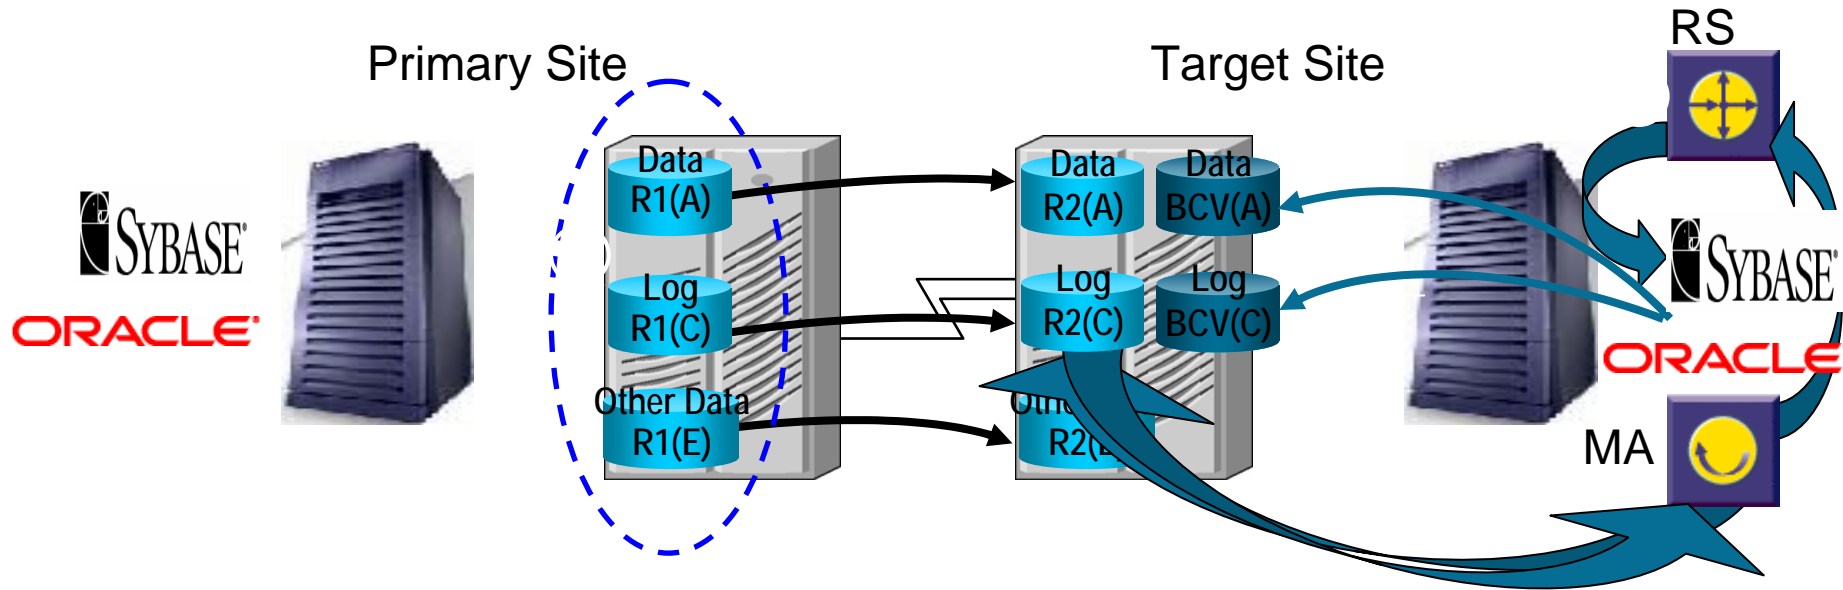 RS
Primary Site
Target Site
Data
R1(A)
Data
R2(A)
Data
BCV(A)
SYBASE®
ORACLE®
Log
R1(C)
Log
R2(C)
Log
BCV(C)
SYBASE®
ORACLE
Other Data
R1(E)
R2(E
MA